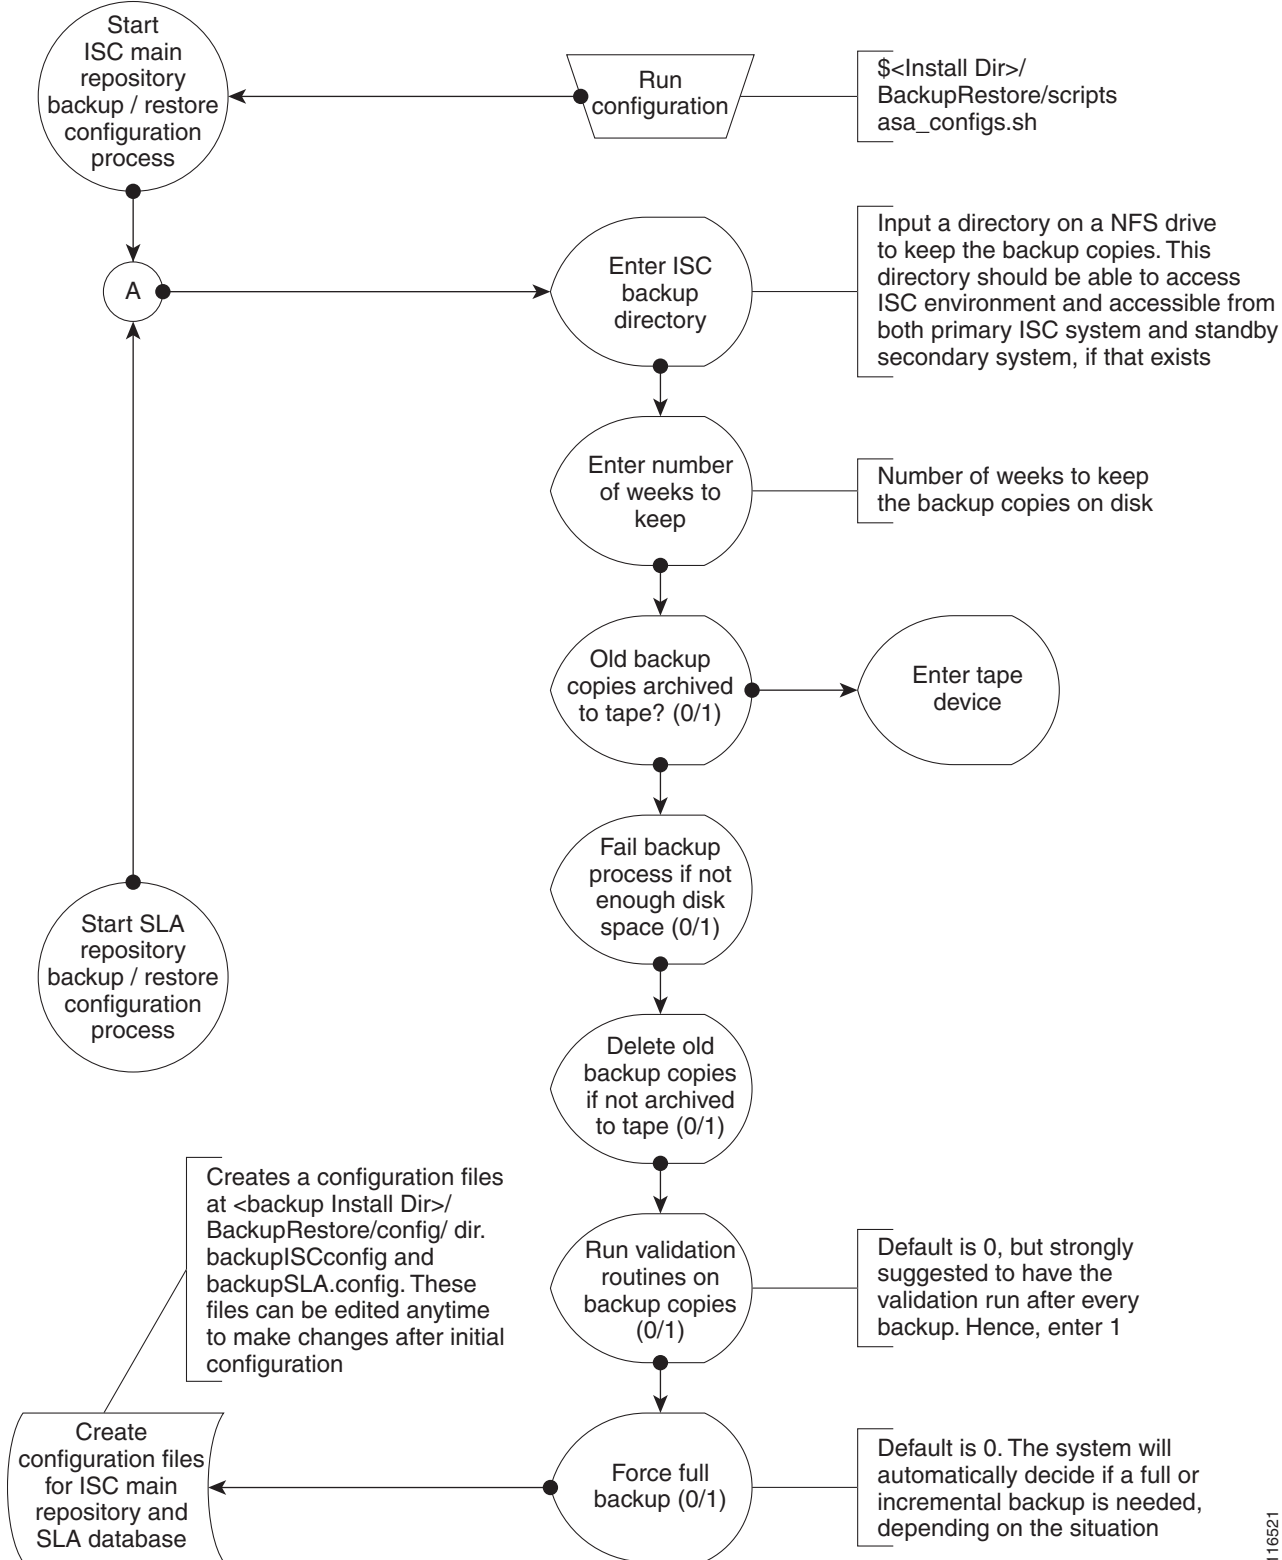 Start
ISC main
repository
backup / restore
configuration
process
Run
configuration
$<Install Dir>/
BackupRestore/scripts
asa_configs.sh
A
Enter ISC
backup
directory
Input a directory on a NFS drive
to keep the backup copies. This
directory should be able to access
ISC environment and accessible from
both primary ISC system and standby
secondary system, if that exists
Enter number
of weeks to
keep
Number of weeks to keep
the backup copies on disk
Old backup
copies archived
to tape? (0/1)
Enter tape
device
Fail backup
process if not
enough disk
space (0/1)
Start SLA
repository
backup / restore
configuration
process
Delete old
backup copies
if not archived
to tape (0/1)
Creates a configuration files
at <backup Install Dir>/
BackupRestore/config/ dir.
backupISCconfig and
backupSLA.config. These
files can be edited anytime
to make changes after initial
configuration
Run validation
routines on
backup copies
(0/1)
Default is 0, but strongly
suggested to have the
validation run after every
backup. Hence, enter 1
Create
configuration files
for ISC main
repository and
SLA database
Force full
backup (0/1)
Default is 0. The system will
automatically decide if a full or
incremental backup is needed,
depending on the situation
116521